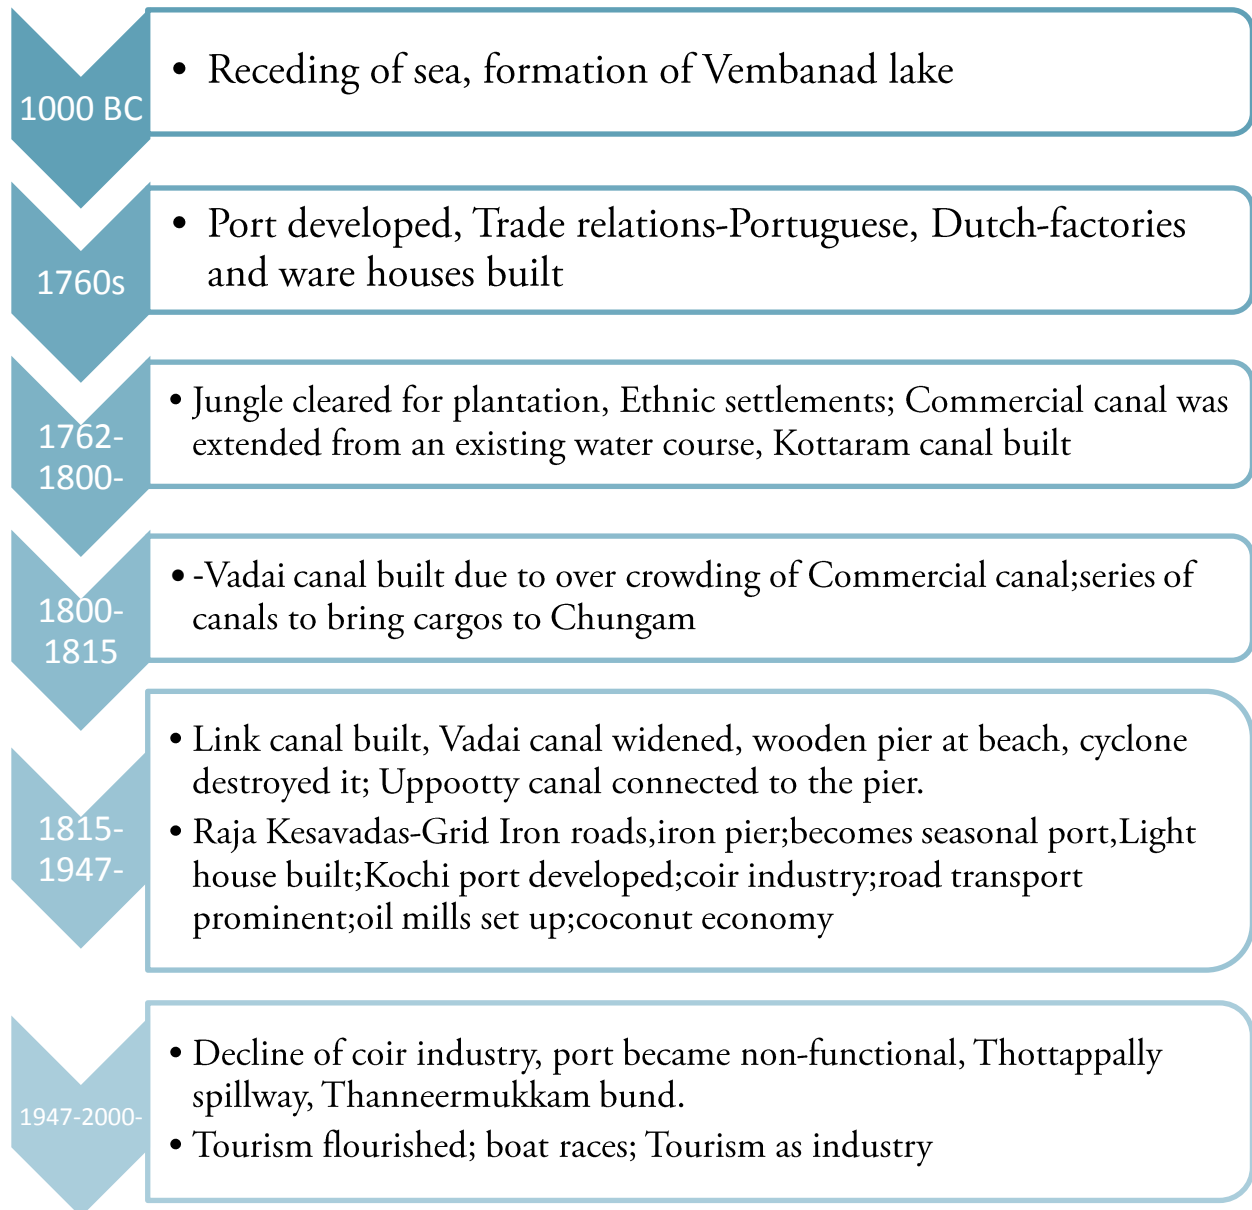 1000 BC
• Receding of sea, formation of Vembanad lake
1760s
• Port developed, Trade relations-Portuguese, Dutch-factories
and ware houses built
1762-
1800-
• Jungle cleared for plantation, Ethnic settlements; Commercial canal was
extended from an existing water course, Kottaram canal built
1800-
1815
• -Vadai canal built due to over crowding of Commercial canal;series of
canals to bring cargos to Chungam
1815-
1947-
• Link canal built, Vadai canal widened, wooden pier at beach, cyclone
destroyed it; Uppootty canal connected to the pier.
• Raja Kesavadas-Grid Iron roads,iron pier;becomes seasonal port,Light
house built;Kochi port developed;coir industry;road transport
prominent;oil mills set up;coconut economy
1947-2000-
• Decline of coir industry, port became non-functional, Thottappally
spillway, Thanneermukkam bund.
• Tourism flourished; boat races; Tourism as industry